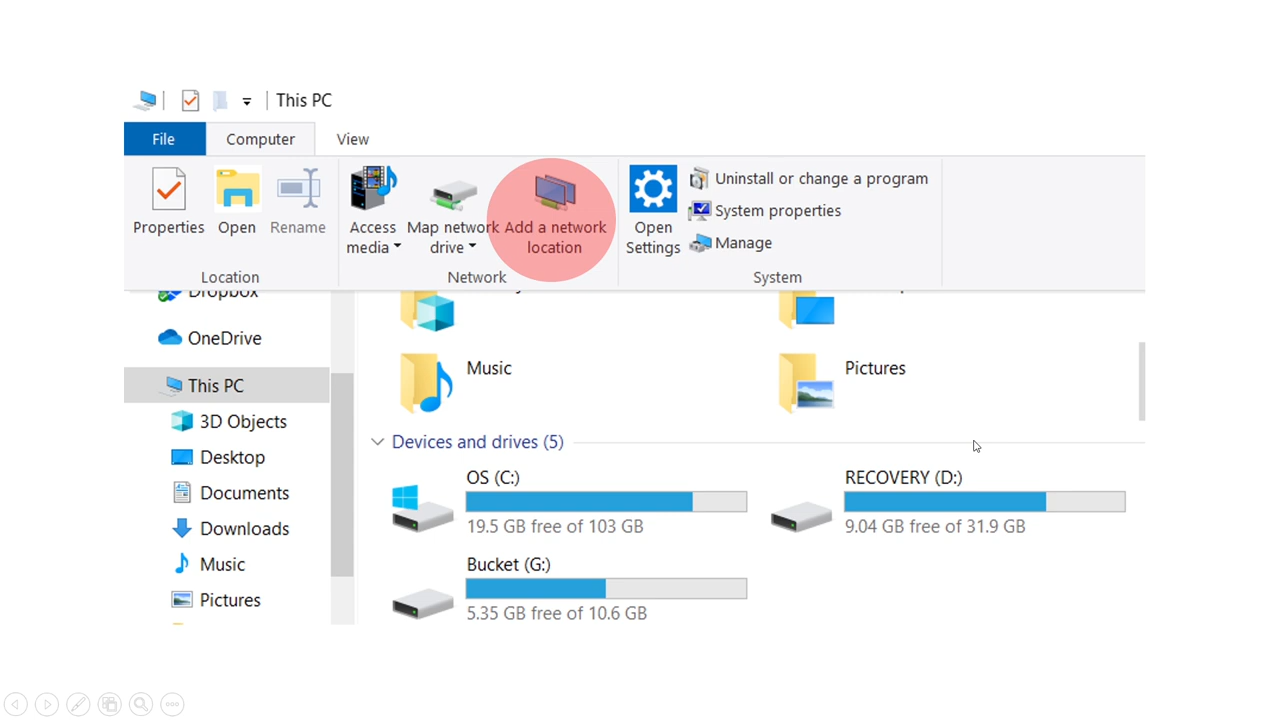 This PC
File
Computer
View
Properties
Open
Rename
Access
media
Map network
drive
Add a network
location
Open
Settings
Uninstall or change a program
System properties
Manage
Location
Network
System
Dropbox
OneDrive
This PC
3D Objects
Desktop
Documents
Downloads
Music
Pictures
Music
Pictures
Devices and drives (5)
OS (C:)
19.5 GB free of 103 GB
RECOVERY (D:)
9.04 GB free of 31.9 GB
Bucket (G:)
5.35 GB free of 10.6 GB